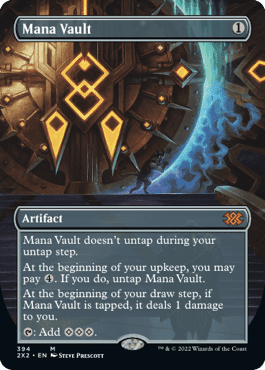 Mana Vault 1
Artifact
Mana Vault doesn't untap during your
untap step.
At the beginning of your upkeep, you may
pay 4. If you do, untap Mana Vault.
At the beginning of your draw step, if
Mana Vault is tapped, it deals 1 damage
to you.
: Add
394 M
2X2 • EN Steve Prescott ™ & © 2022 Wizards of the Coast